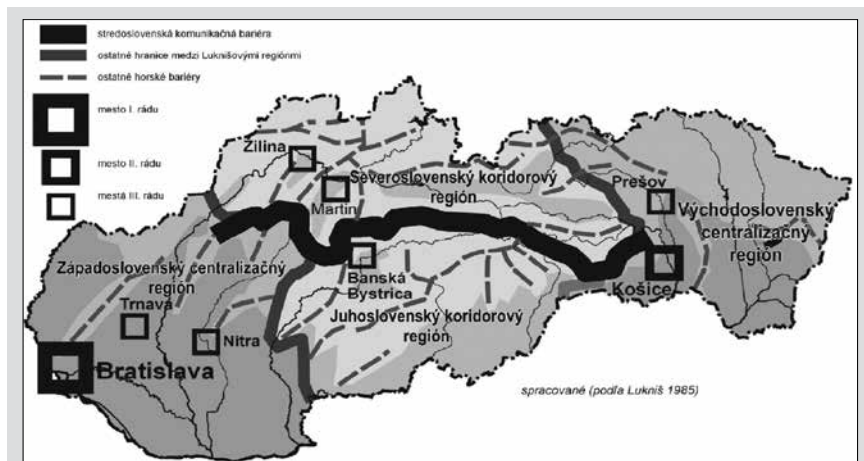 stredoslovenská komunikačná bariéra
ostatné hranice medzi Luknišovými regiónmi
ostatné horské bariéry
mesto I. rádu
mesto II. rádu
mestá III. rádu
Žilina
Martin
Severoslovenský koridorový
región
Prešov
Východoslovenský
centralizačný
región
Košice
Západoslovenský centralizačný
región
Trnava
Nitra
Bratislava
Banská
Bystrica
Juhoslovenský koridorový
región
spracované (podľa Lukniš 1985)